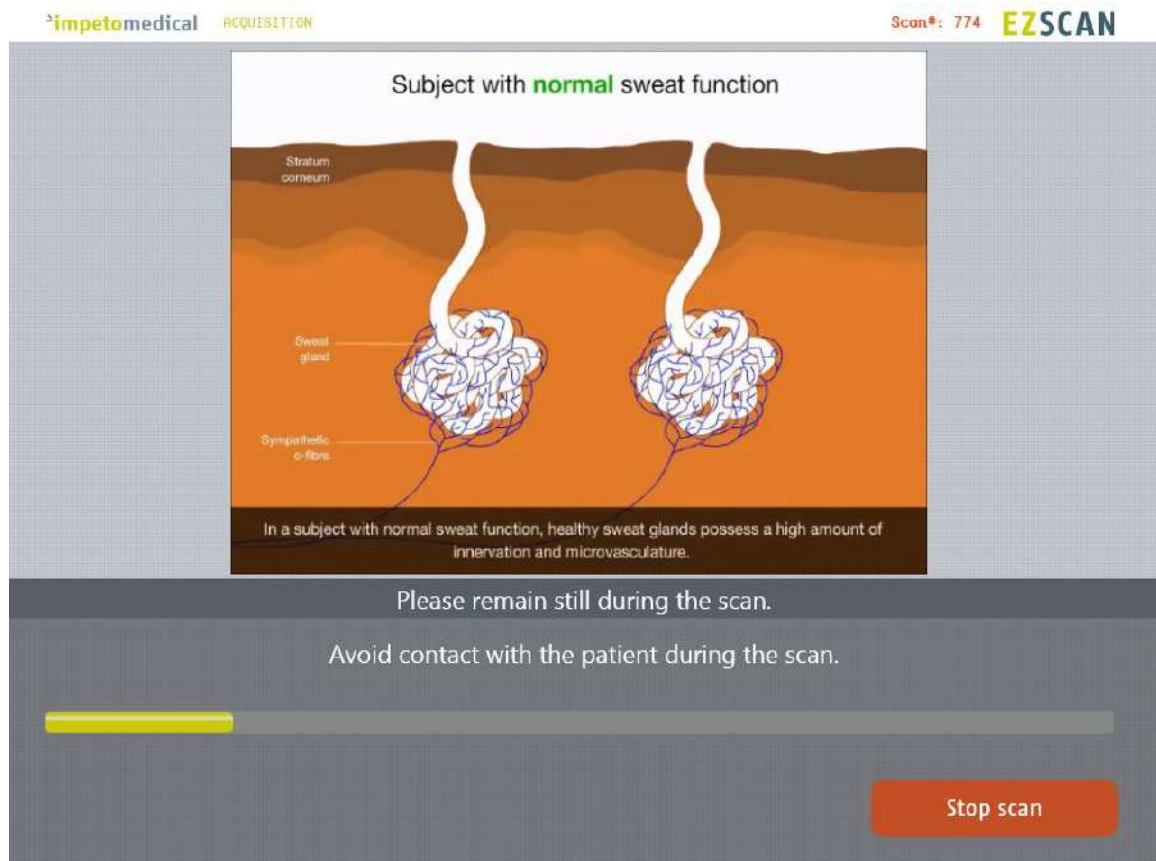 impetomedical ACQUISITION Scan#: 774 EZSCAN
Subject with normal sweat function
Stratum
corneum
Sweat
gland
Sympathetic
c-fibre
In a subject with normal sweat function, healthy sweat glands possess a high amount of
innervation and microvasculature.
Please remain still during the scan.
Avoid contact with the patient during the scan.
Stop scan